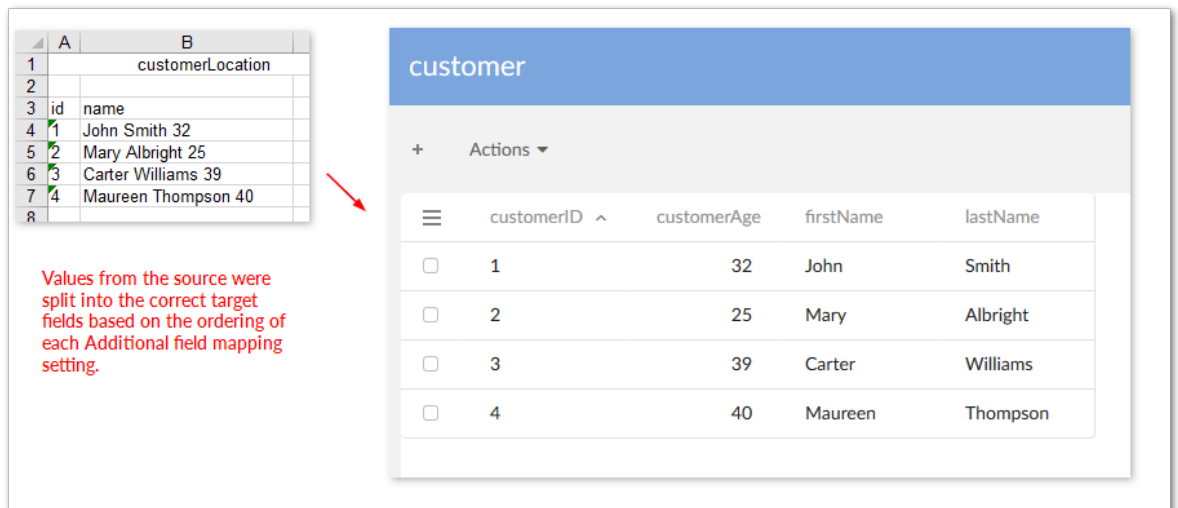 A B
1 customerLocation
2
3 id name
4 1 John Smith 32
5 2 Mary Albright 25
6 3 Carter Williams 39
7 4 Maureen Thompson 40
8
Values from the source were
split into the correct target
fields based on the ordering of
each Additional field mapping
setting.
customer
+ Actions
customerID customerAge firstName lastName
1 32 John Smith
2 25 Mary Albright
3 39 Carter Williams
4 40 Maureen Thompson